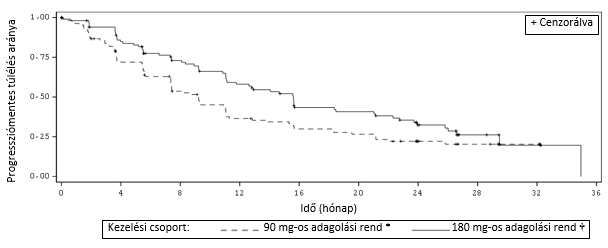 Progressziómentes túlélés aránya
1·00
0·75
0·50
0·25
0·00
+ Cenzorálva
0 4 8 12 16 20 24 28 32 36
Idő (hónap)
Kezelési csoport: 90 mg-os adagolási rend * 180 mg-os adagolási rend †